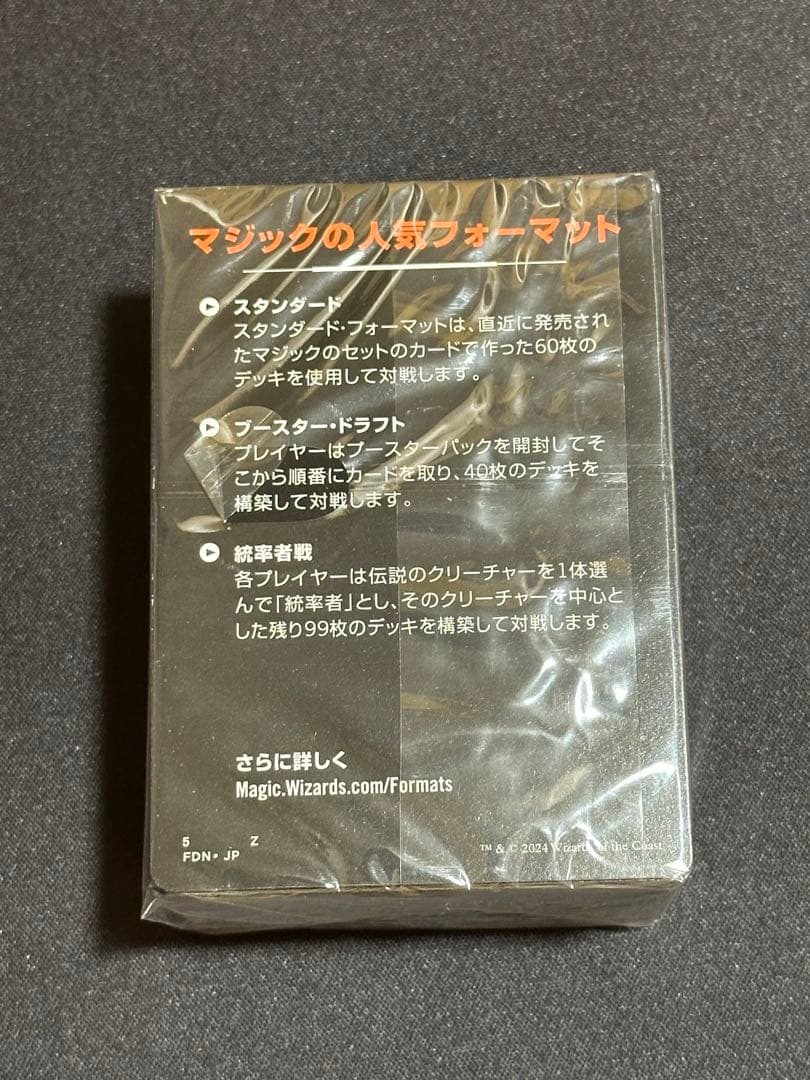 マジックの人気フォーマット
スタンダード
スタンダード・フォーマットは、直近に発売され
たマジックのセットのカードで作った60枚の
デッキを使用して対戦します。
ブースター・ドラフト
プレイヤーはブースターパックを開封してそ
こから順番にカードを取り、40枚のデッキを
構築して対戦します。
統率者戦
各プレイヤーは伝説のクリーチャーを1体選
んで「統率者」とし、そのクリーチャーを中心と
した残り99枚のデッキを構築して対戦します。
さらに詳しく
Magic.Wizards.com/Formats
5 Z
FDN • JP
™ & © 2024 Wizards of the Coast